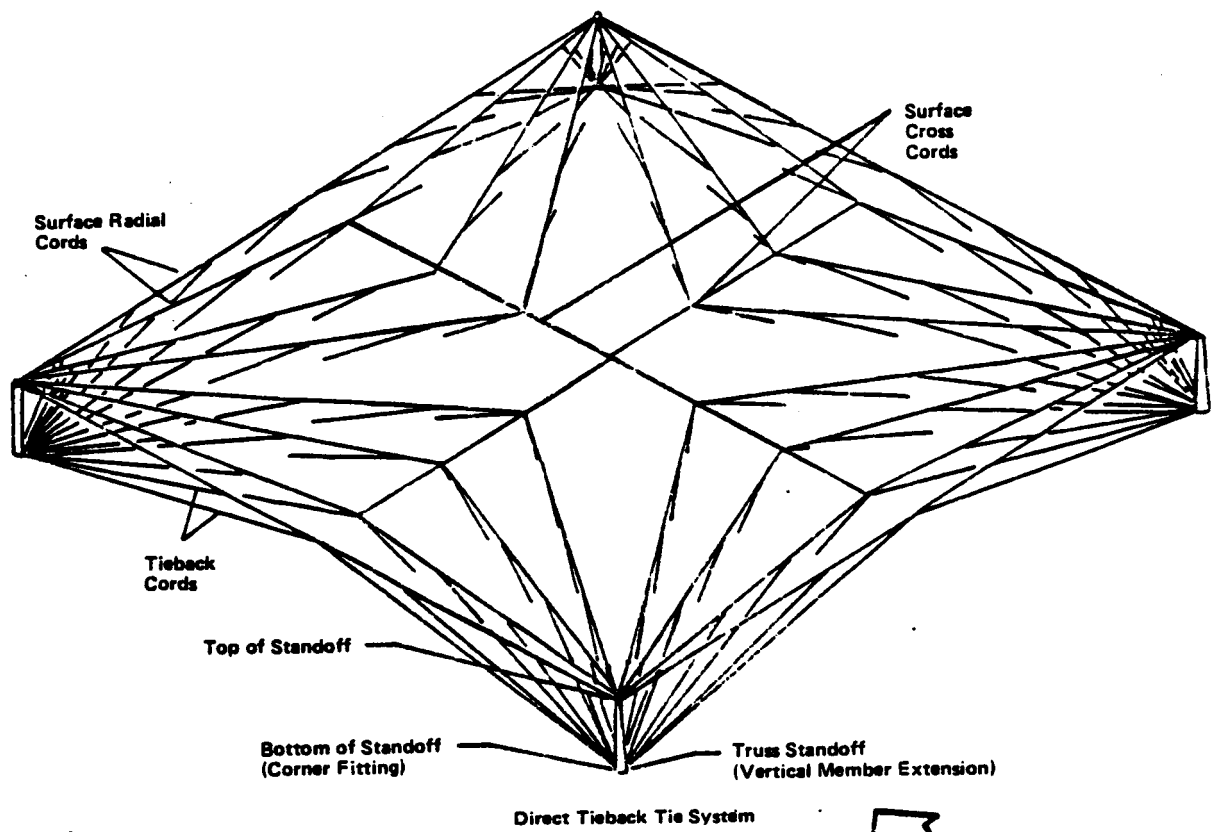 Surface
Cross
Cords
Surface Radial
Cords
Tieback
Cords
Top of Standoff
Bottom of Standoff
(Corner Fitting)
Truss Standoff
(Vertical Member Extension)
Direct Tieback Tie System